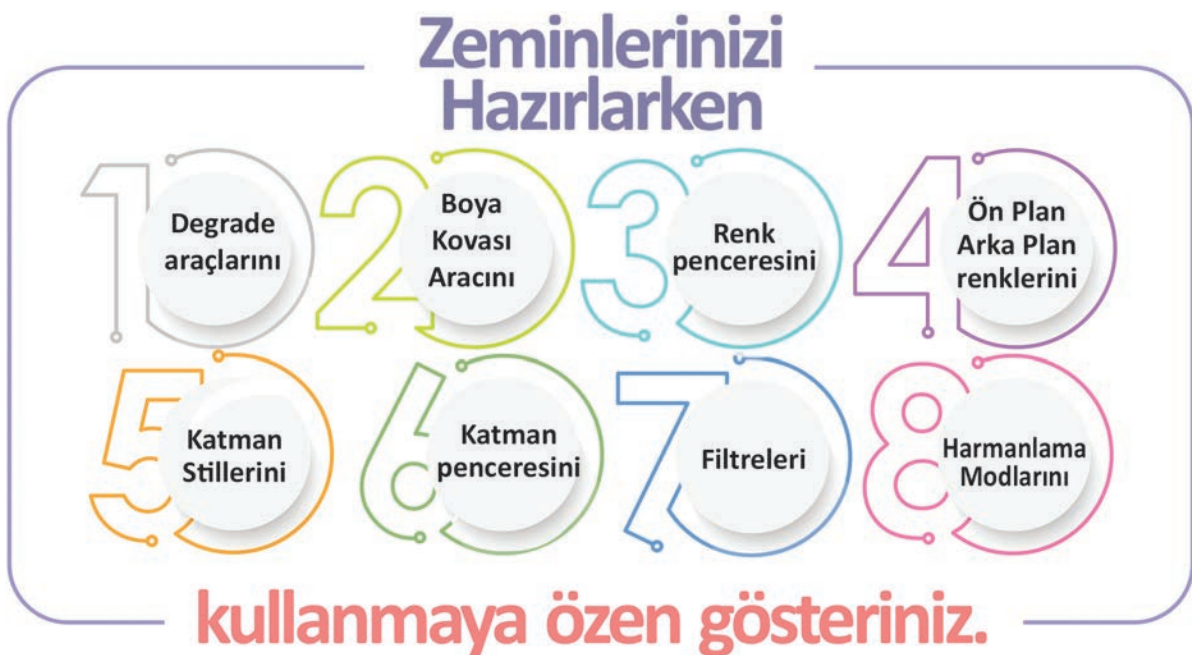 Zeminlerinizi
Hazırlarken
1
Degrade
araçlarını
2
Boya
Kovası
Aracını
3
Renk
penceresini
4
Ön Plan
Arka Plan
renklerini
5
Katman
Stillerini
6
Katman
penceresini
7
Filtreleri
8
Harmanlama
Modlarını
kullanmaya özen gösteriniz.